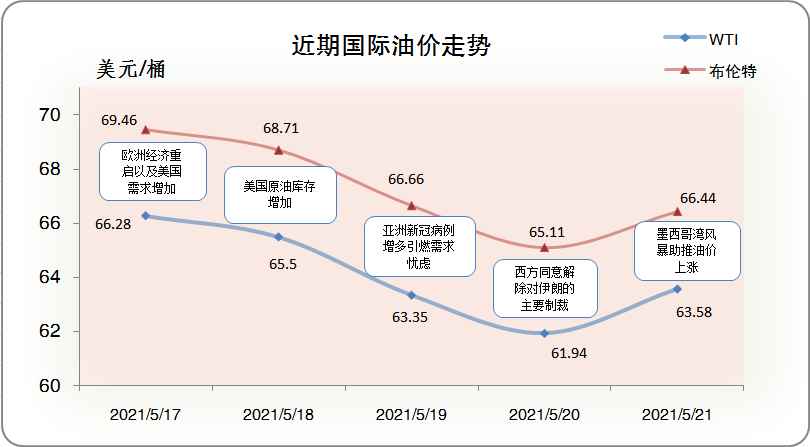 近期国际油价走势
WTI
布伦特
美元/桶
70
68
66
64
62
60
69.46
68.71
66.66
65.11
66.44
欧洲经济重
启以及美国
需求增加
美国原油库存
增加
亚洲新冠病例
增多引燃需求
忧虑
西方同意解
除对伊朗的
主要制裁
墨西哥湾风
暴助推油价
上涨
66.28
65.5
63.35
61.94
63.58
2021/5/17
2021/5/18
2021/5/19
2021/5/20
2021/5/21